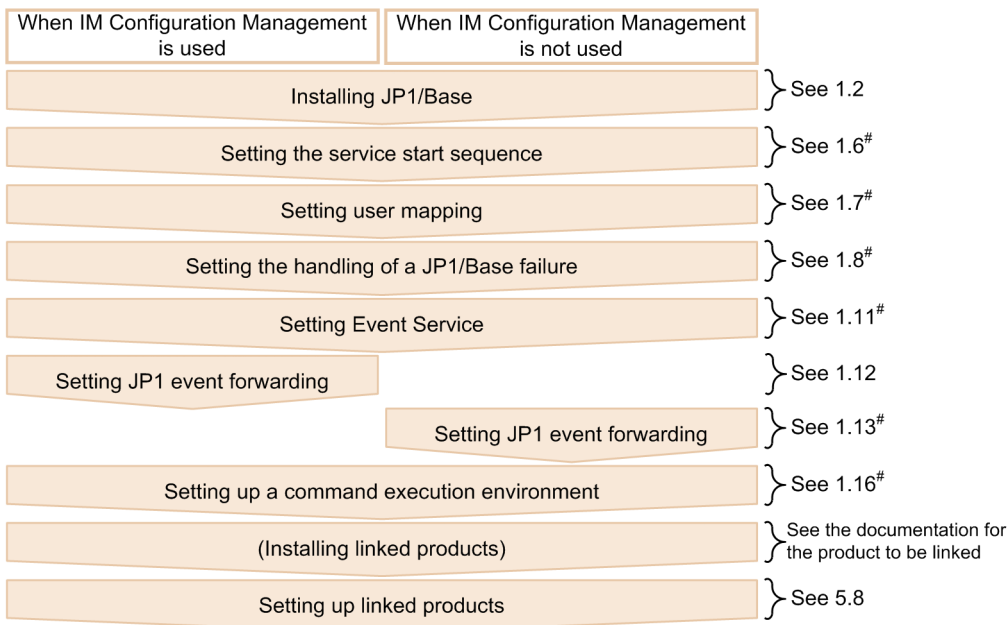 When IM Configuration Management
is used
When IM Configuration Management
is not used
Installing JP1/Base
See 1.2
Setting the service start sequence
See 1.6#
Setting user mapping
See 1.7#
Setting the handling of a JP1/Base failure
See 1.8#
Setting Event Service
See 1.11#
Setting JP1 event forwarding
See 1.12
Setting JP1 event forwarding
See 1.13#
Setting up a command execution environment
See 1.16#
(Installing linked products)
See the documentation for
the product to be linked
Setting up linked products
See 5.8